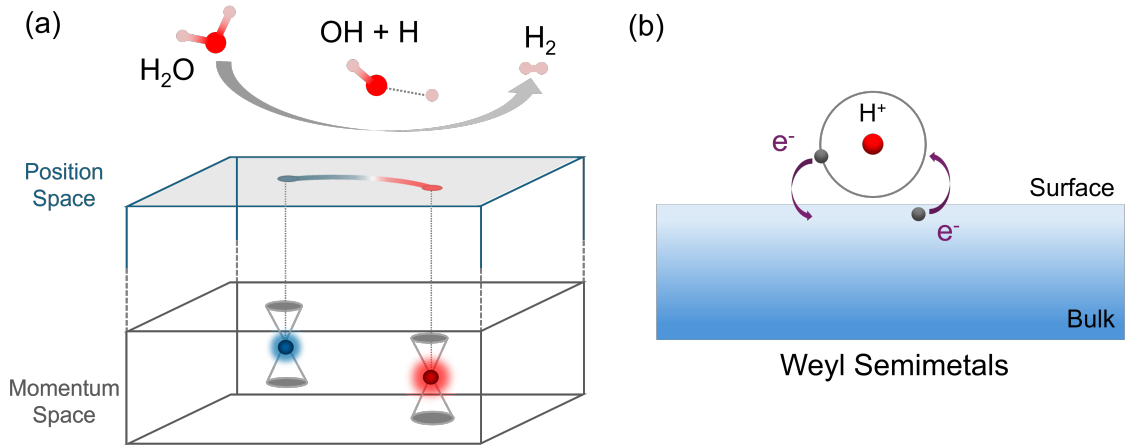 (a)
H₂O
OH + H
H₂
Position
Space
Momentum
Space
(b)
H⁺
e⁻
Surface
e⁻
Bulk
Weyl Semimetals